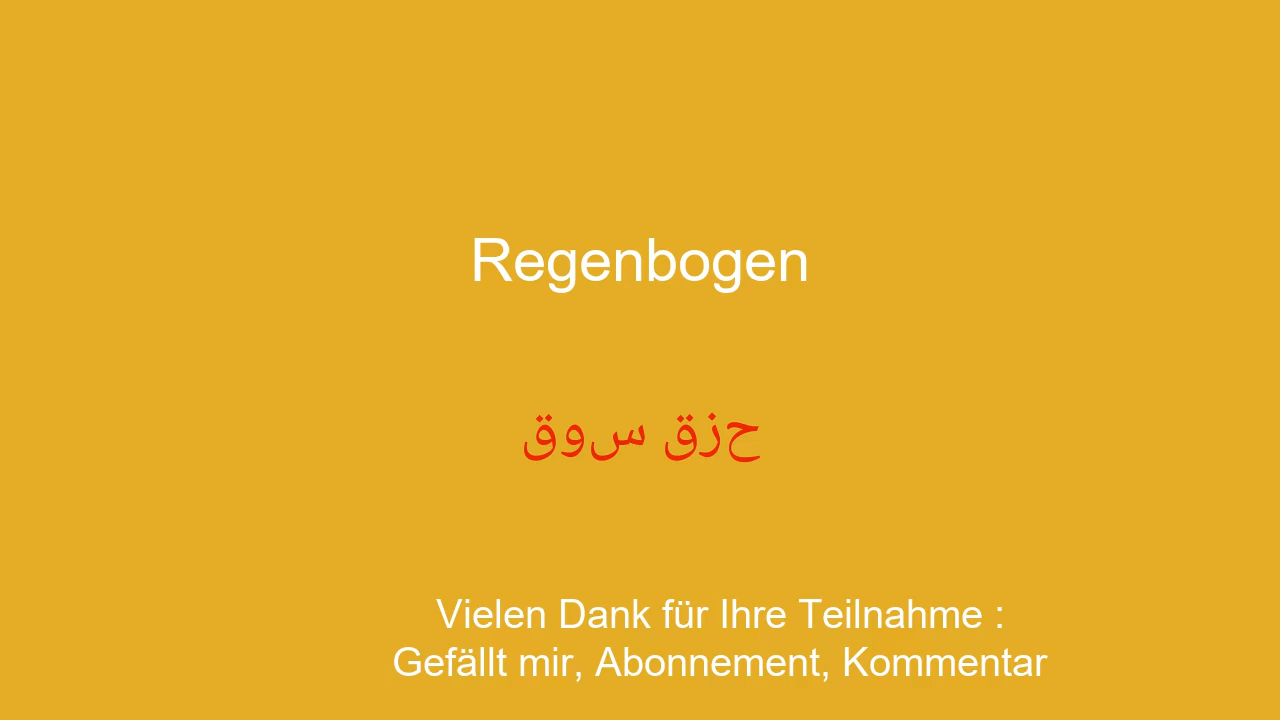 Regenbogen
قوس قزح
Vielen Dank für Ihre Teilnahme :
Gefällt mir, Abonnement, Kommentar